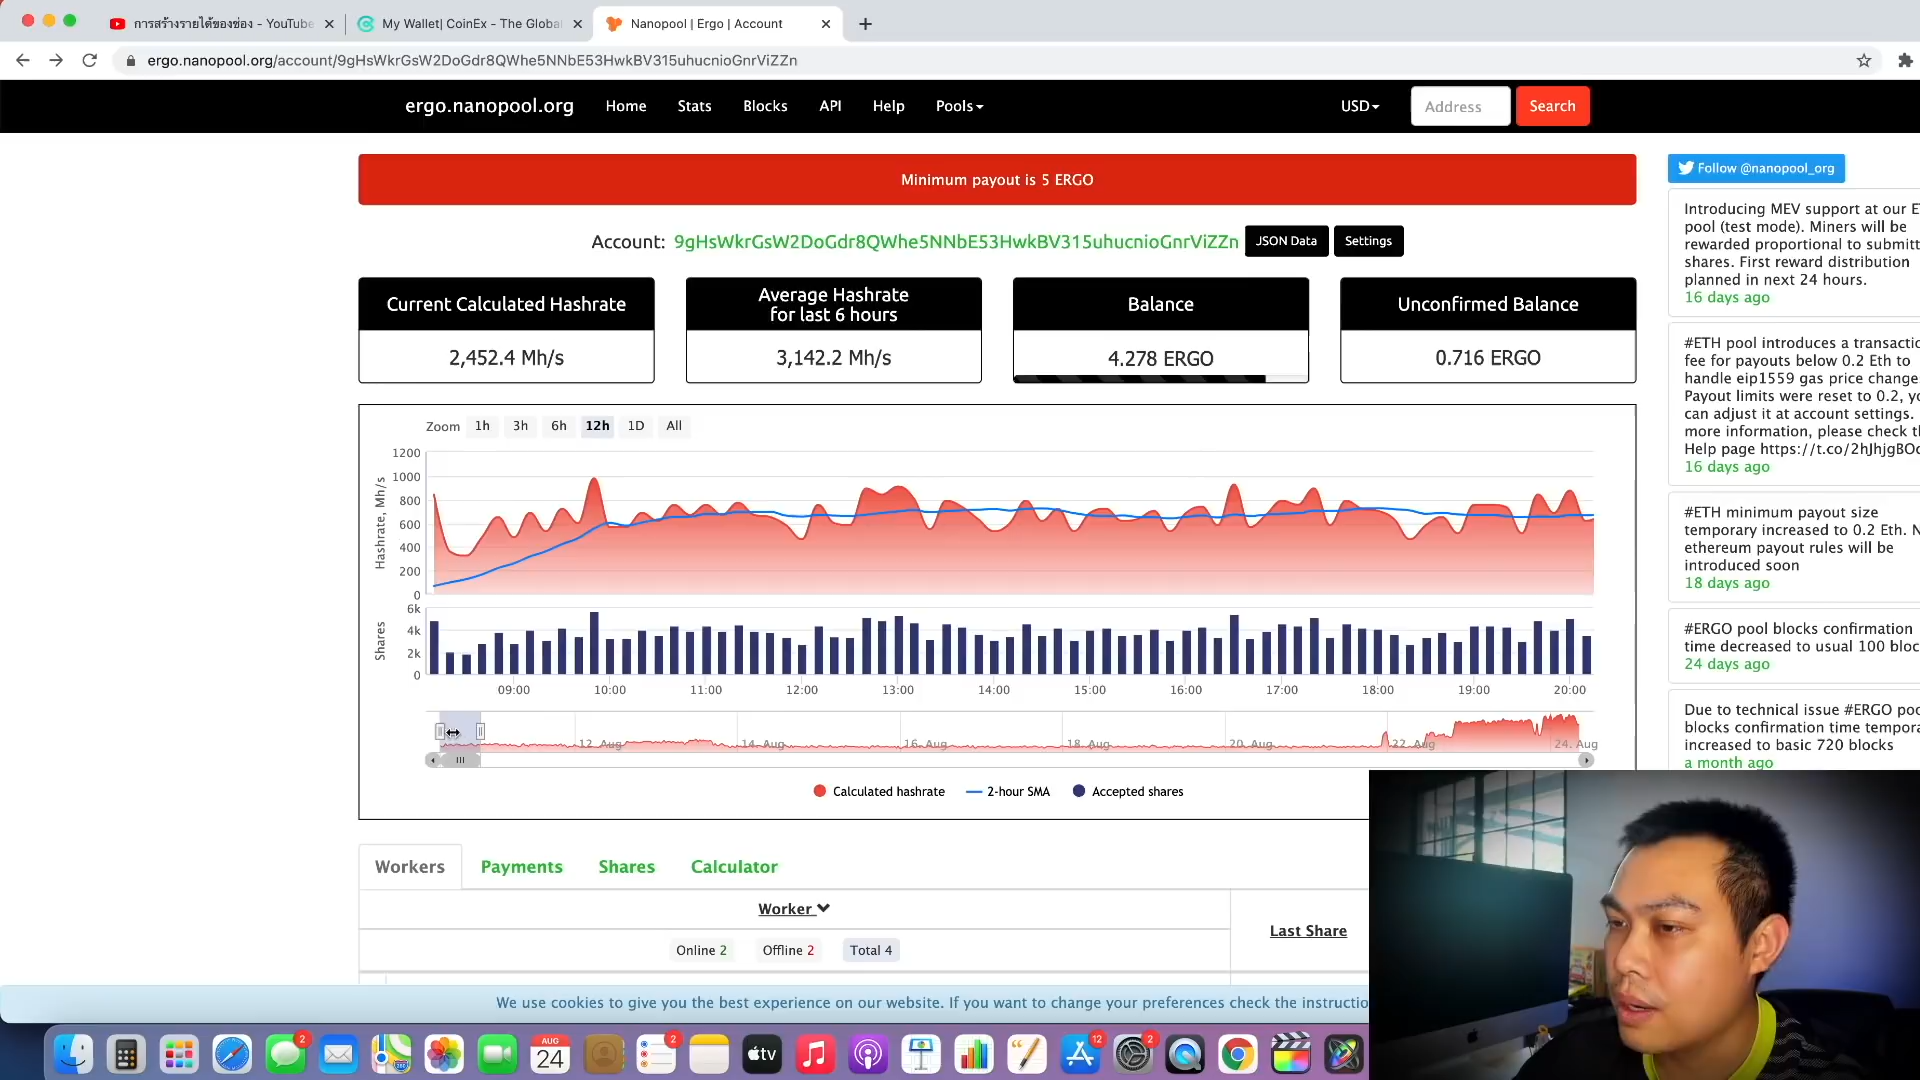 การสร้างรายได้ของช่อง - YouTube
My Wallet| CoinEx - The Global
Nanopool | Ergo | Account
ergo.nanopool.org/account/9gHsWkrGsW2DoGdr8QWhe5NNbE53HwkBV315uhucnioGnrViZZn
ergo.nanopool.org Home Stats Blocks API Help Pools USD Address Search
Minimum payout is 5 ERGO
Account: 9gHsWkrGsW2DoGdr8QWhe5NNbE53HwkBV315uhucnioGnrViZZn JSON Data Settings
Current Calculated Hashrate
2,452.4 Mh/s
Average Hashrate
for last 6 hours
3,142.2 Mh/s
Balance
4.278 ERGO
Unconfirmed Balance
0.716 ERGO
Zoom 1h 3h 6h 12h 1D All
Hashrate, Mh/s
1200
1000
800
600
400
200
0
Shares
6k
4k
2k
0
09:00 10:00 11:00 12:00 13:00 14:00 15:00 16:00 17:00 18:00 19:00 20:00
12. Aug 14. Aug 16. Aug 18. Aug 20. Aug 22. Aug 24. Aug
Calculated hashrate 2-hour SMA Accepted shares
Workers Payments Shares Calculator
Worker
Last Share
Online 2 Offline 2 Total 4
We use cookies to give you the best experience on our website. If you want to change your preferences check the instructio
Follow @nanopool_org
Introducing MEV support at our E
pool (test mode). Miners will be
rewarded proportional to submitt
shares. First reward distribution
planned in next 24 hours.
16 days ago
#ETH pool introduces a transactio
fee for payouts below 0.2 Eth to
handle eip1559 gas price change
Payout limits were reset to 0.2, yo
can adjust it at account settings.
more information, please check th
Help page https://t.co/2hJhjgBOc
16 days ago
#ETH minimum payout size
temporary increased to 0.2 Eth. N
ethereum payout rules will be
introduced soon
18 days ago
#ERGO pool blocks confirmation
time decreased to usual 100 bloc
24 days ago
Due to technical issue #ERGO poo
blocks confirmation time tempora
increased to basic 720 blocks
a month ago
2
AUG
24
2
tv
12
2